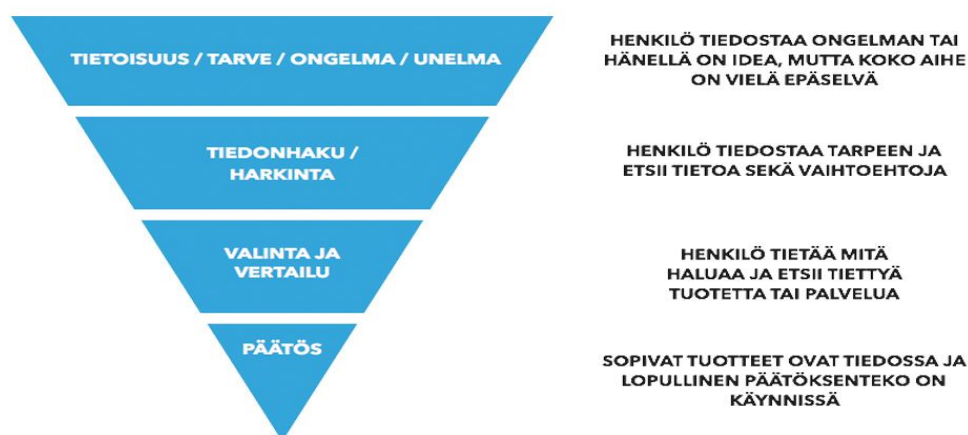 TIETOISUUS / TARVE / ONGELMA / UNELMA
HENKILÖ TIEDOSTAA ONGELMAN TAI
HÄNELLÄ ON IDEA, MUTTA KOKO AIHE
ON VIELÄ EPÄSELVÄ
TIEDONHAKU /
HARKINTA
HENKILÖ TIEDOSTAA TARPEEN JA
ETSII TIETOA SEKÄ VAIHTOEHTOJA
VALINTA JA
VERTAILU
HENKILÖ TIETÄÄ MITÄ
HALUAA JA ETSII TIETTYÄ
TUOTETTA TAI PALVELUA
PÄÄTÖS
SOPIVAT TUOTTEET OVAT TIEDOSSA JA
LOPULLINEN PÄÄTÖKSENTEKO ON
KÄYNNISSÄ